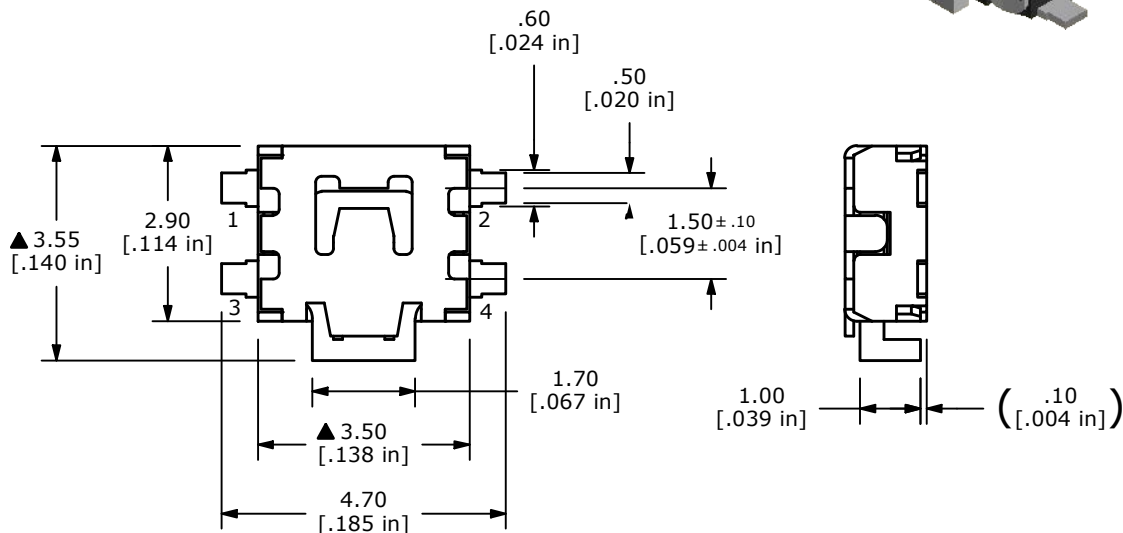 .60
[.024 in]
.50
[.020 in]
▲3.55
[.140 in]
2.90
[.114 in]
1
2
1.50±.10
[.059±.004 in]
3
4
1.70
[.067 in]
▲3.50
[.138 in]
4.70
[.185 in]
1.00
[.039 in]
( .10
[.004 in] )